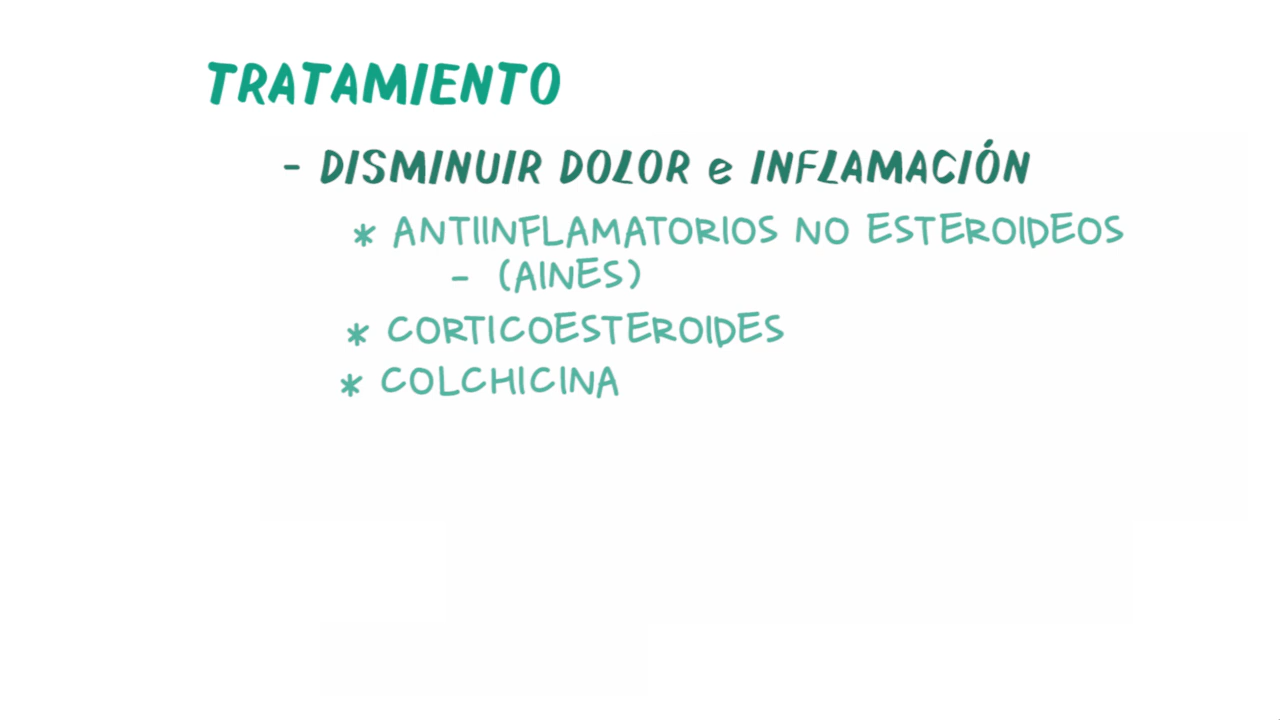 TRATAMIENTO
- DISMINUIR DOLOR e INFLAMACIÓN
* ANTIINFLAMATORIOS NO ESTEROIDEOS
- (AINES)
* CORTICOESTEROIDES
* COLCHICINA